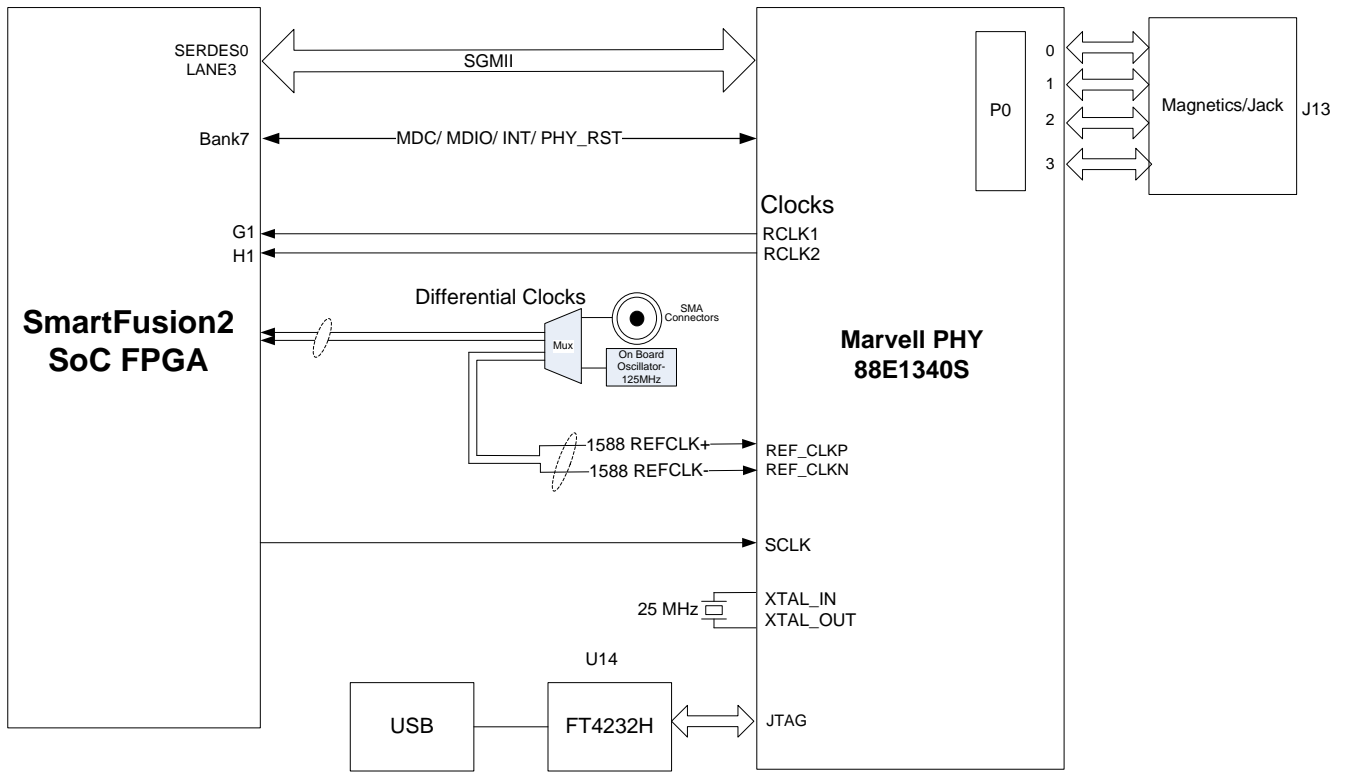 SERDES0
LANE3
SGMII
Bank7
MDC/ MDIO/ INT/ PHY_RST
G1
H1
Clocks
RCLK1
RCLK2
SmartFusion2
SoC FPGA
Differential Clocks
Mux
SMA
Connectors
On Board
Oscillator-
125MHz
1588 REFCLK+
1588 REFCLK-
REF_CLKP
REF_CLKN
SCLK
25 MHz
XTAL_IN
XTAL_OUT
U14
USB
FT4232H
JTAG
Marvell PHY
88E1340S
P0
0
1
2
3
Magnetics/Jack
J13